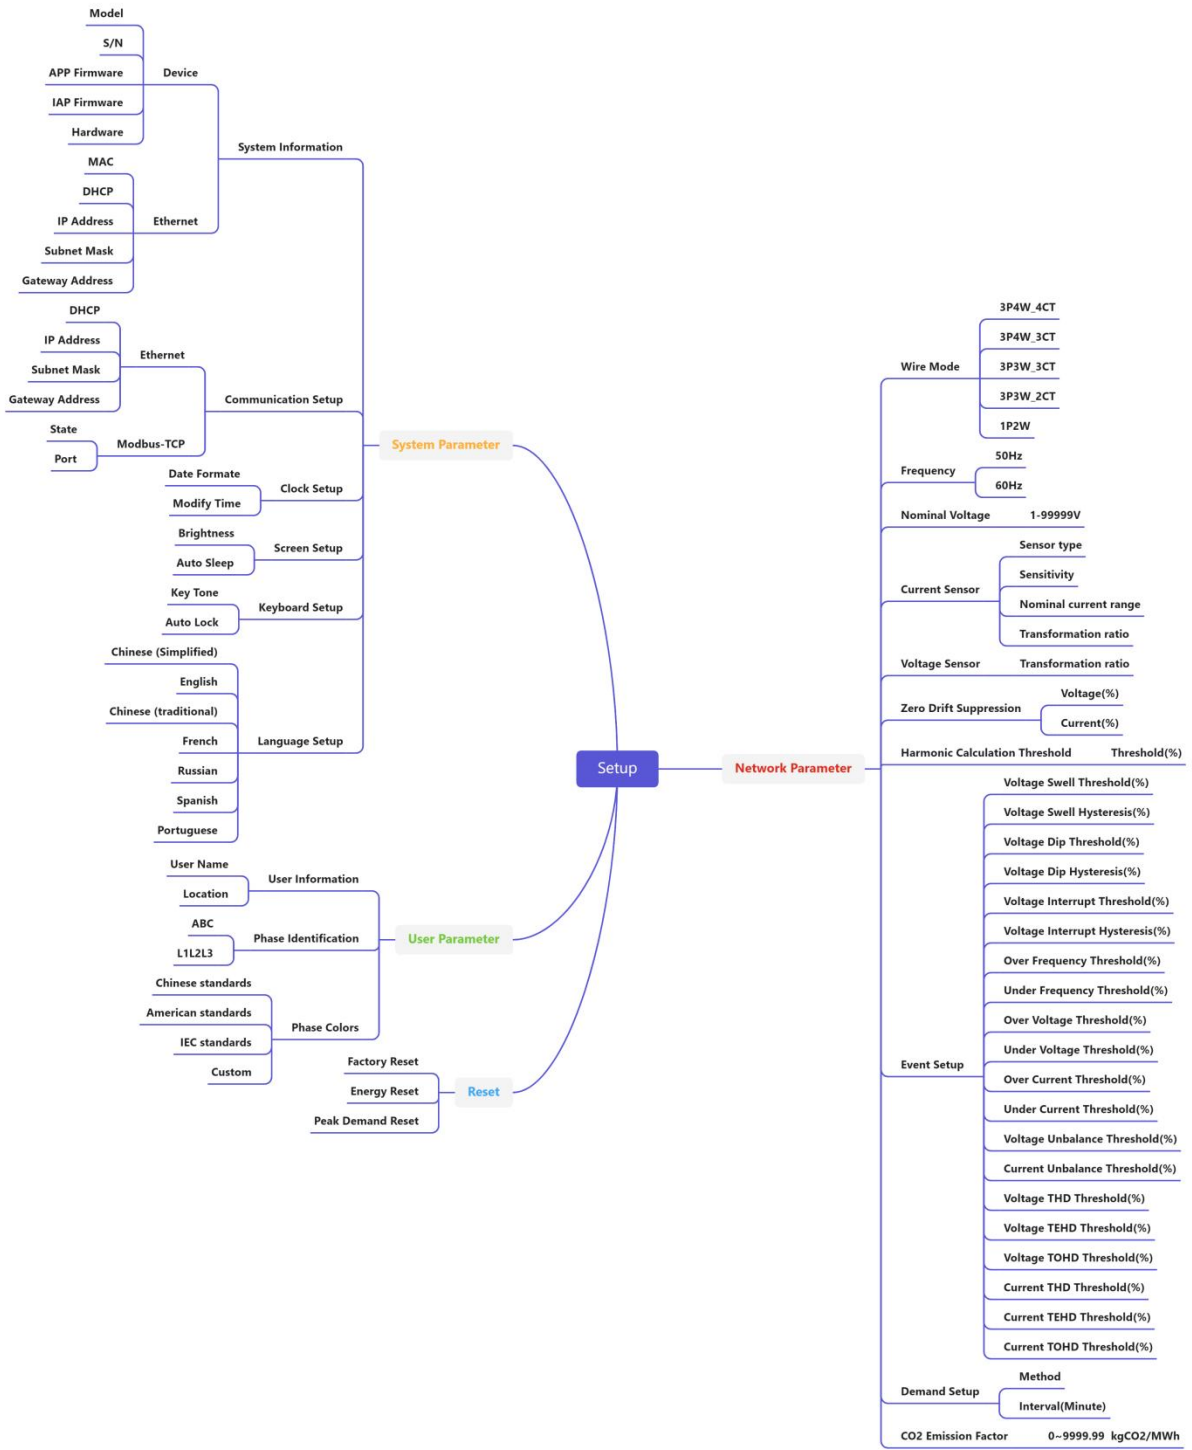 Setup
System Parameter
System Information
Device
Model
S/N
APP Firmware
IAP Firmware
Hardware
Ethernet
MAC
DHCP
IP Address
Subnet Mask
Gateway Address
Communication Setup
Ethernet
DHCP
IP Address
Subnet Mask
Gateway Address
Modbus-TCP
State
Port
Clock Setup
Date Formate
Modify Time
Screen Setup
Brightness
Auto Sleep
Keyboard Setup
Key Tone
Auto Lock
Language Setup
Chinese (Simplified)
English
Chinese (traditional)
French
Russian
Spanish
Portuguese
User Parameter
User Information
User Name
Location
Phase Identification
ABC
L1L2L3
Phase Colors
Chinese standards
American standards
IEC standards
Custom
Reset
Factory Reset
Energy Reset
Peak Demand Reset
Network Parameter
Wire Mode
3P4W_4CT
3P4W_3CT
3P3W_3CT
3P3W_2CT
1P2W
Frequency
50Hz
60Hz
Nominal Voltage
1-99999V
Current Sensor
Sensor type
Sensitivity
Nominal current range
Transformation ratio
Voltage Sensor
Transformation ratio
Zero Drift Suppression
Voltage(%)
Current(%)
Harmonic Calculation Threshold
Threshold(%)
Event Setup
Voltage Swell Threshold(%)
Voltage Swell Hysteresis(%)
Voltage Dip Threshold(%)
Voltage Dip Hysteresis(%)
Voltage Interrupt Threshold(%)
Voltage Interrupt Hysteresis(%)
Over Frequency Threshold(%)
Under Frequency Threshold(%)
Over Voltage Threshold(%)
Under Voltage Threshold(%)
Over Current Threshold(%)
Under Current Threshold(%)
Voltage Unbalance Threshold(%)
Current Unbalance Threshold(%)
Voltage THD Threshold(%)
Voltage TEHD Threshold(%)
Voltage TOHD Threshold(%)
Current THD Threshold(%)
Current TEHD Threshold(%)
Current TOHD Threshold(%)
Demand Setup
Method
Interval(Minute)
CO2 Emission Factor
0~9999.99 kgCO2/MWh